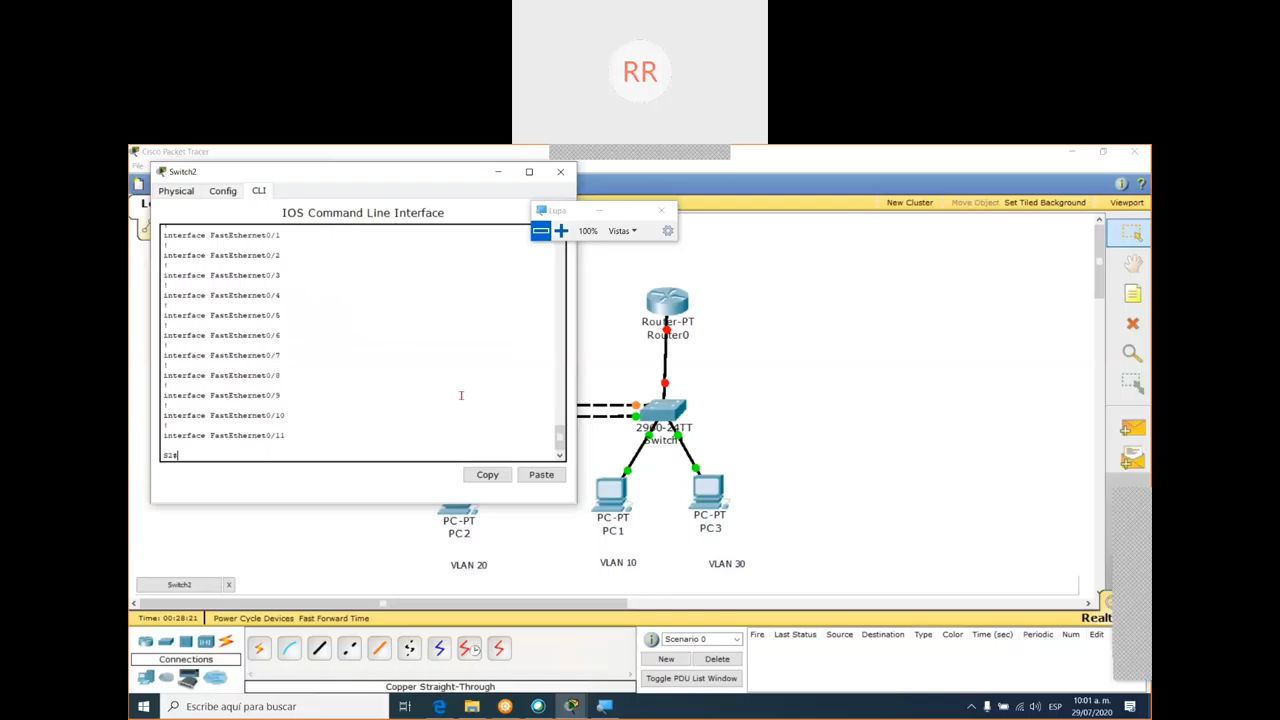 RR
Cisco Packet Tracer
Switch2
Physical
Config
CLI
IOS Command Line Interface
!
interface FastEthernet0/1
!
interface FastEthernet0/2
!
interface FastEthernet0/3
!
interface FastEthernet0/4
!
interface FastEthernet0/5
!
interface FastEthernet0/6
!
interface FastEthernet0/7
!
interface FastEthernet0/8
!
interface FastEthernet0/9
!
interface FastEthernet0/10
!
interface FastEthernet0/11
S2#
Copy
Paste
Lupa
100%
Vistas
New Cluster
Move Object
Set Tiled Background
Viewport
Router-PT
Router0
2960-24TT
Switch
PC-PT
PC2
PC-PT
PC1
PC-PT
PC3
VLAN 20
VLAN 10
VLAN 30
Switch2
X
Time: 00:28:21
Power Cycle Devices Fast Forward Time
Realt
Connections
Copper Straight-Through
Scenario 0
New
Delete
Toggle PDU List Window
Fire
Last Status
Source
Destination
Type
Color
Time (sec)
Periodic
Num
Edit
Escribe aquí para buscar
ESP
10:01 a. m.
29/07/2020